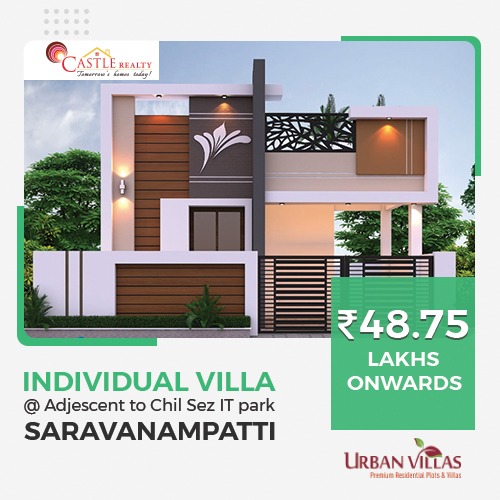 CASTLE REALTY
Tomorrow's homes today!
INDIVIDUAL VILLA
@ Adjescent to Chil Sez IT park
SARAVANAMPATTI
₹48.75
LAKHS
ONWARDS
URBAN VILLAS
Premium Residential Plots & Villas